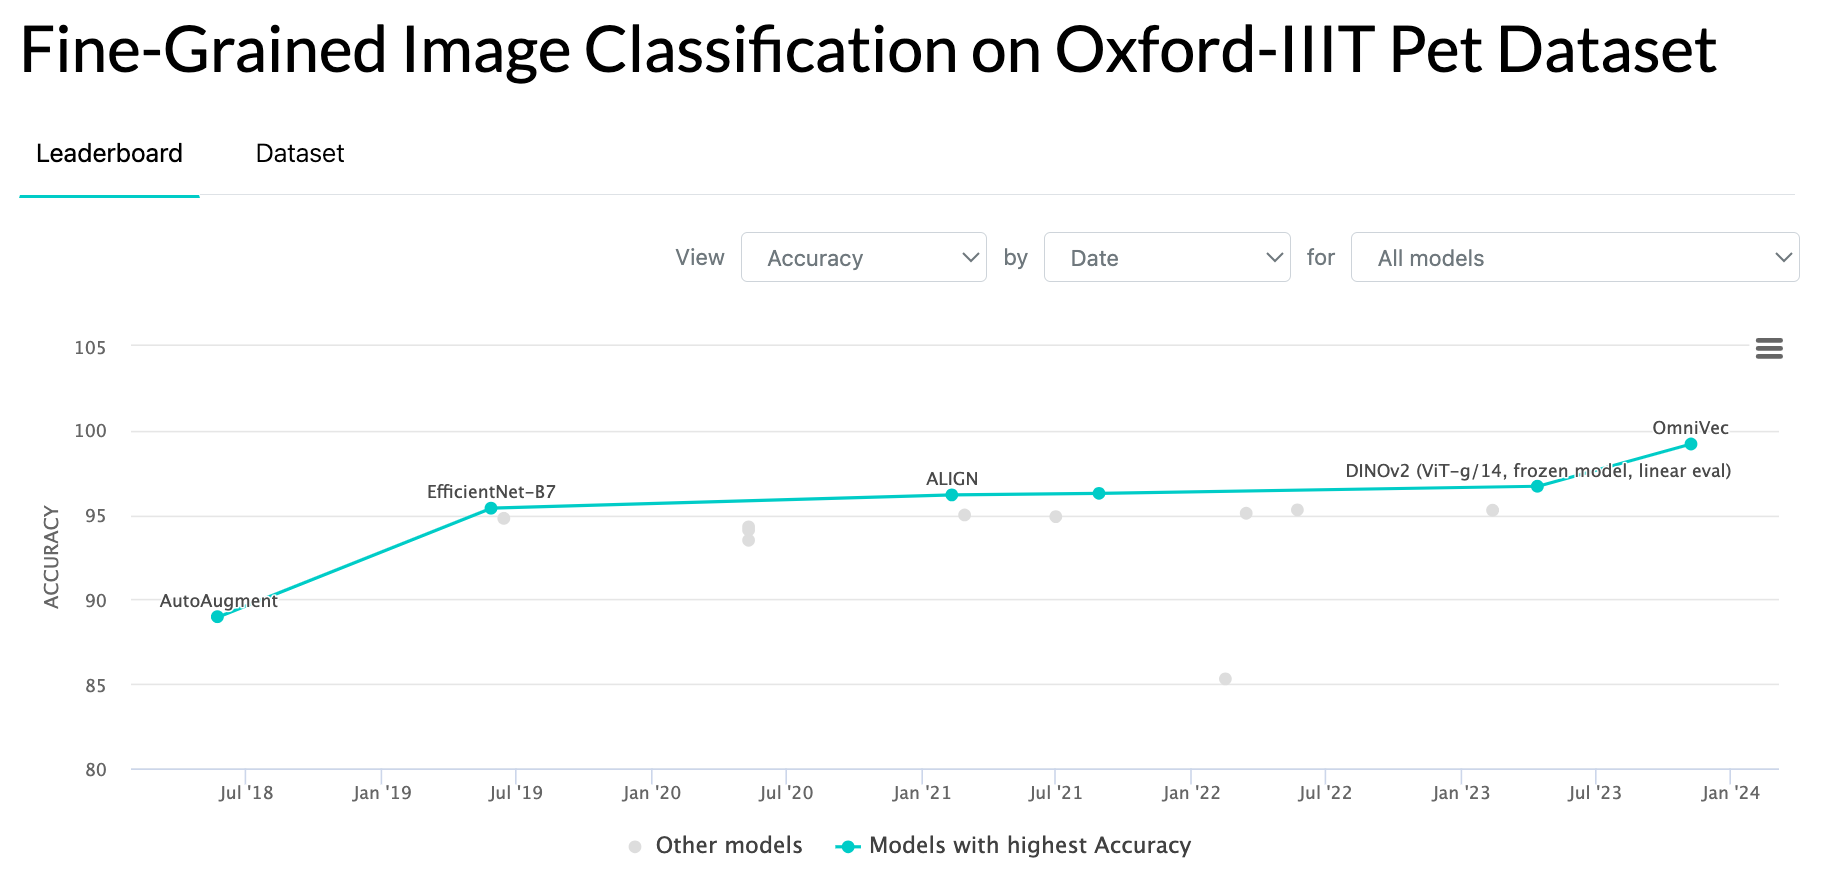 Fine-Grained Image Classification on Oxford-IIIT Pet Dataset
Leaderboard Dataset
View Accuracy by Date for All models
105
100
95
90
85
80
ACCURACY
OmniVec
DINOv2 (ViT-g/14, frozen model, linear eval)
ALIGN
EfficientNet-B7
AutoAugment
Jul '18 Jan '19 Jul '19 Jan '20 Jul '20 Jan '21 Jul '21 Jan '22 Jul '22 Jan '23 Jul '23 Jan '24
Other models Models with highest Accuracy